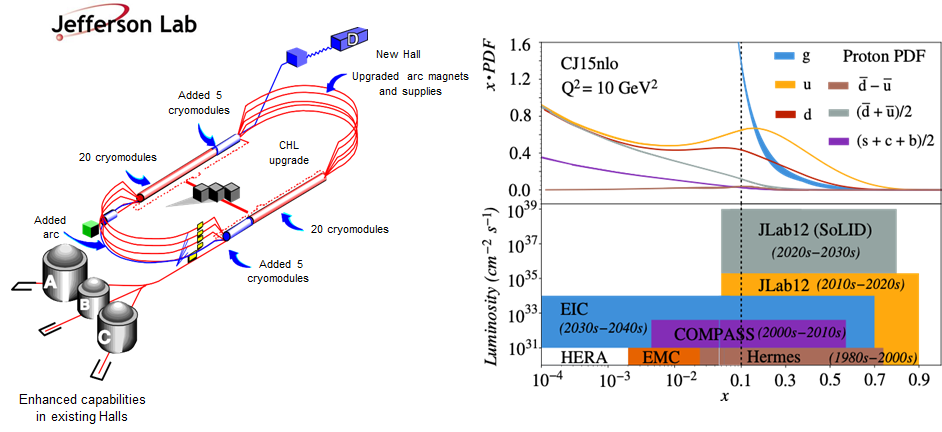 Jefferson Lab
D
New Hall
Upgraded arc magnets
and supplies
Added 5
cryomodules
20 cryomodules
CHL
upgrade
Added
arc
20 cryomodules
Added 5
cryomodules
A
B
C
Enhanced capabilities
in existing Halls
x•PDF
1.6
1.2
0.8
0.4
0.0
CJ15nlo
Q² = 10 GeV²
g
u
d
Proton PDF
d̅ − u̅
(d̅ + u̅)/2
(s + c + b)/2
Luminosity (cm⁻² s⁻¹)
10³⁹
10³⁷
10³⁵
10³³
10³¹
JLab12 (SoLID)
(2020s−2030s)
JLab12 (2010s−2020s)
EIC
(2030s−2040s)
COMPASS (2000s−2010s)
HERA
EMC
Hermes (1980s−2000s)
10⁻⁴
10⁻³
10⁻²
0.1
0.3
0.5
0.7
0.9
x